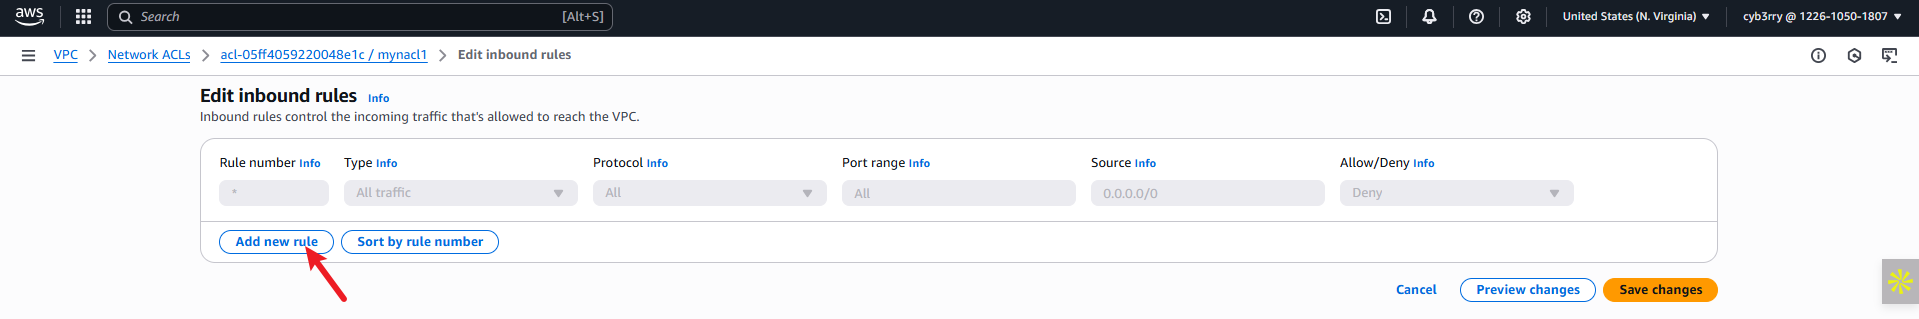 aws Search [Alt+S] United States (N. Virginia) cyb3rry @ 1226-1050-1807
VPC Network ACLs acl-05ff4059220048e1c / mynacl1 Edit inbound rules
Edit inbound rules Info
Inbound rules control the incoming traffic that's allowed to reach the VPC.
Rule number Info Type Info Protocol Info Port range Info Source Info Allow/Deny Info
* All traffic All All 0.0.0.0/0 Deny
Add new rule Sort by rule number
Cancel Preview changes Save changes